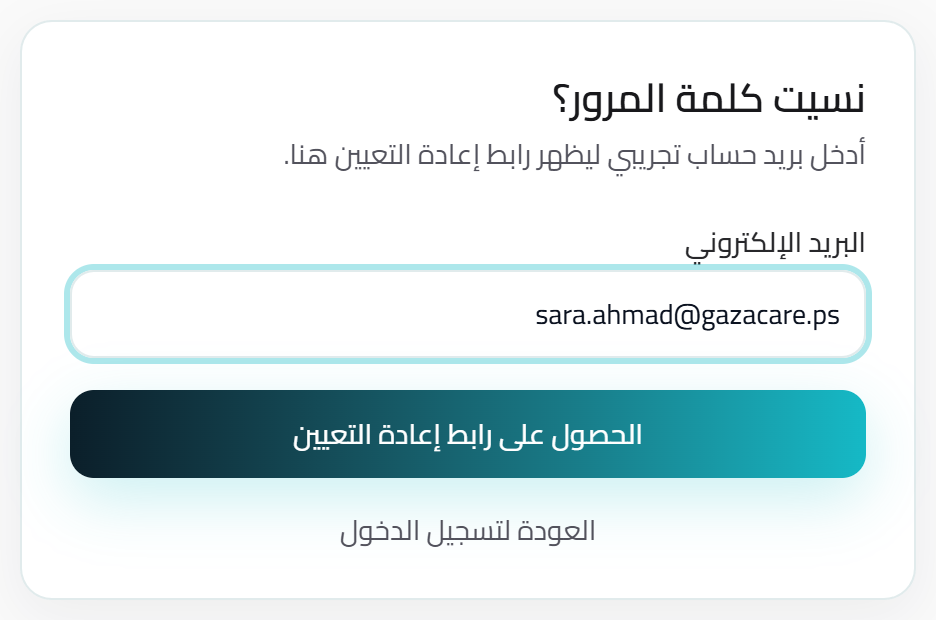 نسيت كلمة المرور؟
أدخل بريد حساب تجريبي ليظهر رابط إعادة التعيين هنا.
البريد الإلكتروني
sara.ahmad@gazacare.ps
الحصول على رابط إعادة التعيين
العودة لتسجيل الدخول